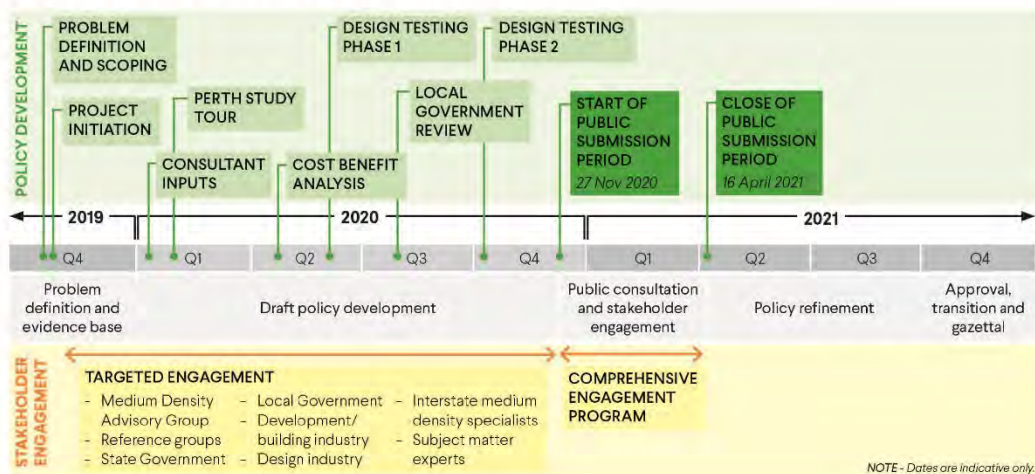 POLICY DEVELOPMENT
PROBLEM
DEFINITION
AND SCOPING
PROJECT
INITIATION
PERTH STUDY
TOUR
CONSULTANT
INPUTS
DESIGN TESTING
PHASE 1
COST BENEFIT
ANALYSIS
LOCAL
GOVERNMENT
REVIEW
DESIGN TESTING
PHASE 2
START OF
PUBLIC
SUBMISSION
PERIOD
27 Nov 2020
CLOSE OF
PUBLIC
SUBMISSION
PERIOD
16 April 2021
2019
2020
2021
Q4
Q1
Q2
Q3
Q4
Q1
Q2
Q3
Q4
Problem
definition and
evidence base
Draft policy development
Public consultation
and stakeholder
engagement
Policy refinement
Approval,
transition and
gazettal
STAKEHOLDER
ENGAGEMENT
TARGETED ENGAGEMENT
- Medium Density
Advisory Group
- Reference groups
- State Government
- Local Government
- Development/
building industry
- Design industry
- Interstate medium
density specialists
- Subject matter
experts
COMPREHENSIVE
ENGAGEMENT
PROGRAM
NOTE - Dates are indicative only.